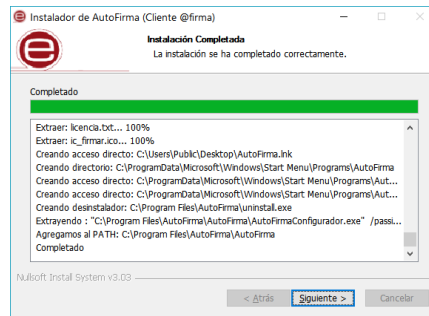 Instalador de AutoFirma (Cliente @firma)
Instalación Completada
La instalación se ha completado correctamente.
Completado
Extraer: licencia.txt... 100%
Extraer: ic_firmar.ico... 100%
Creando acceso directo: C:\Users\Public\Desktop\AutoFirma.lnk
Creando directorio: C:\ProgramData\Microsoft\Windows\Start Menu\Programs\AutoFirma
Creando acceso directo: C:\ProgramData\Microsoft\Windows\Start Menu\Programs\Aut...
Creando acceso directo: C:\ProgramData\Microsoft\Windows\Start Menu\Programs\Aut...
Creando desinstalador: C:\Program Files\AutoFirma\uninstall.exe
Extrayendo : "C:\Program Files\AutoFirma\AutoFirma\AutoFirmaConfigurador.exe" /passi...
Agregamos al PATH: C:\Program Files\AutoFirma\AutoFirma
Completado
Nullsoft Install System v3.03
< Atrás
Siguiente >
Cancelar